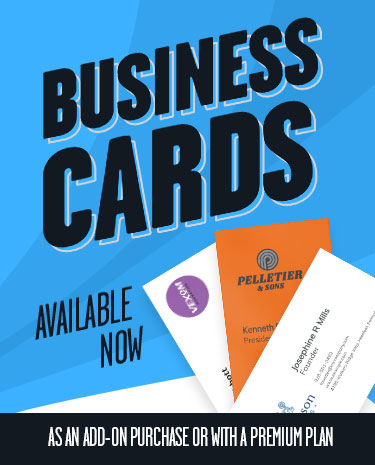 BUSINESS
CARDS
AVAILABLE
NOW
VEXOM
PELLETIER
& SONS
Kenneth
Presiden
Josephine R Mills
Founder
AS AN ADD-ON PURCHASE OR WITH A PREMIUM PLAN